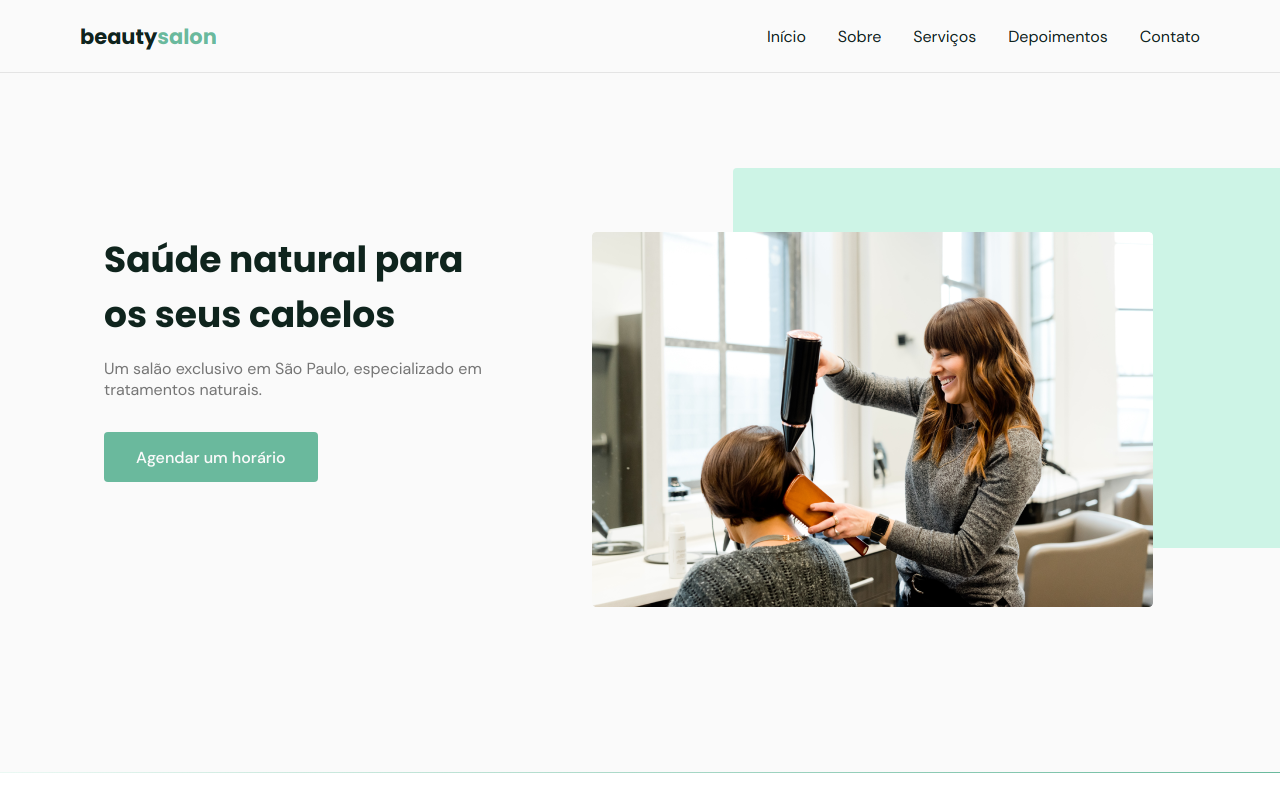 beautysalon
Início Sobre Serviços Depoimentos Contato
Saúde natural para
os seus cabelos
Um salão exclusivo em São Paulo, especializado em
tratamentos naturais.
Agendar um horário